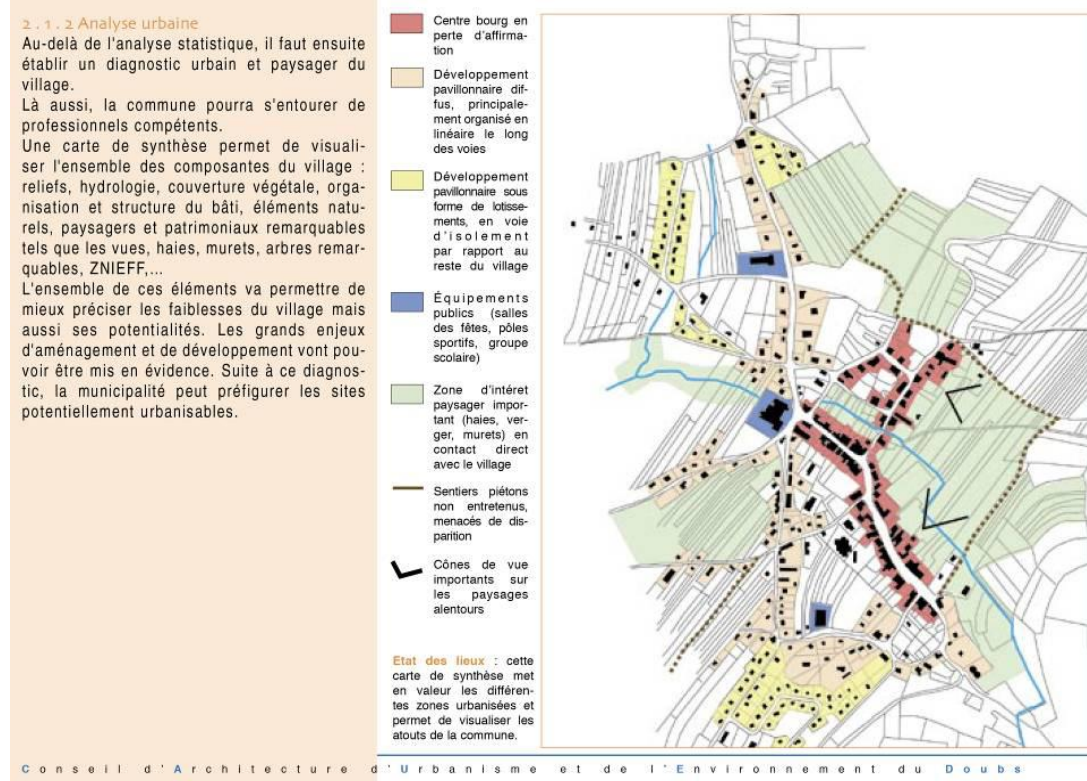 2.1.2 Analyse urbaine
Au-delà de l'analyse statistique, il faut ensuite
établir un diagnostic urbain et paysager du
village.
Là aussi, la commune pourra s'entourer de
professionnels compétents.
Une carte de synthèse permet de visuali-
ser l'ensemble des composantes du village :
reliefs, hydrologie, couverture végétale, orga-
nisation et structure du bâti, éléments natu-
rels, paysagers et patrimoniaux remarquables
tels que les vues, haies, murets, arbres remar-
quables, ZNIEFF,...
L'ensemble de ces éléments va permettre de
mieux préciser les faiblesses du village mais
aussi ses potentialités. Les grands enjeux
d'aménagement et de développement vont pou-
voir être mis en évidence. Suite à ce diagnos-
tic, la municipalité peut préfigurer les sites
potentiellement urbanisables.
Centre bourg en
perte d'affirma-
tion
Développement
pavillonnaire dif-
fus, principale-
ment organisé en
linéaire le long
des voies
Développement
pavillonnaire sous
forme de lotisse-
ments, en voie
d'isolement
par rapport au
reste du village
Équipements
publics (salles
des fêtes, pôles
sportifs, groupe
scolaire)
Zone d'intéret
paysager impor-
tant (haies, ver-
ger, murets) en
contact direct
avec le village
Sentiers piétons
non entretenus,
menacés de dis-
parition
Cônes de vue
importants sur
les paysages
alentours
Etat des lieux : cette
carte de synthèse met
en valeur les différen-
tes zones urbanisées et
permet de visualiser les
atouts de la commune.
Conseil d'Architecture d'Urbanisme et de l'Environnement du Doubs